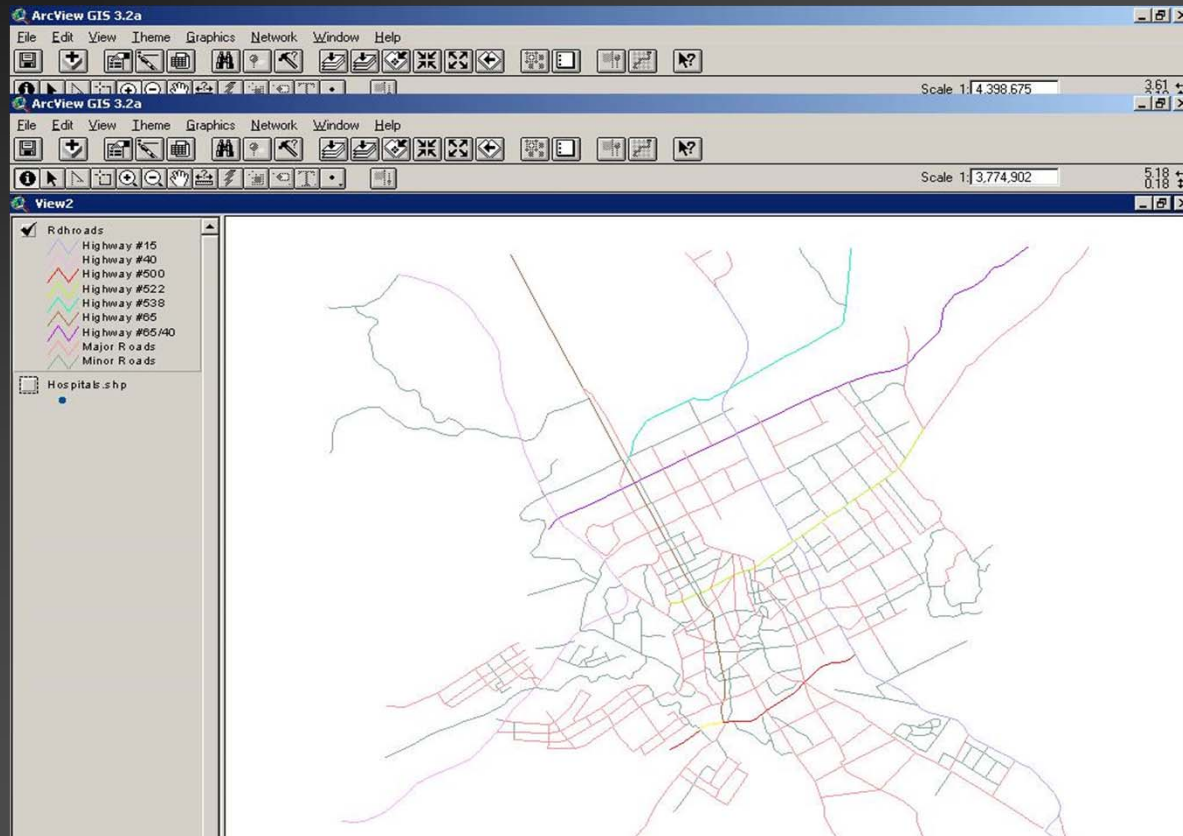 ArcView GIS 3.2a
File Edit View Theme Graphics Network Window Help
Scale 1: 4,398,675 3.61
ArcView GIS 3.2a
File Edit View Theme Graphics Network Window Help
Scale 1: 3,774,902 5.18
0.18
View2
Rdhroads
Highway #15
Highway #40
Highway #500
Highway #522
Highway #538
Highway #65
Highway #65/40
Major Roads
Minor Roads
Hospitals.shp